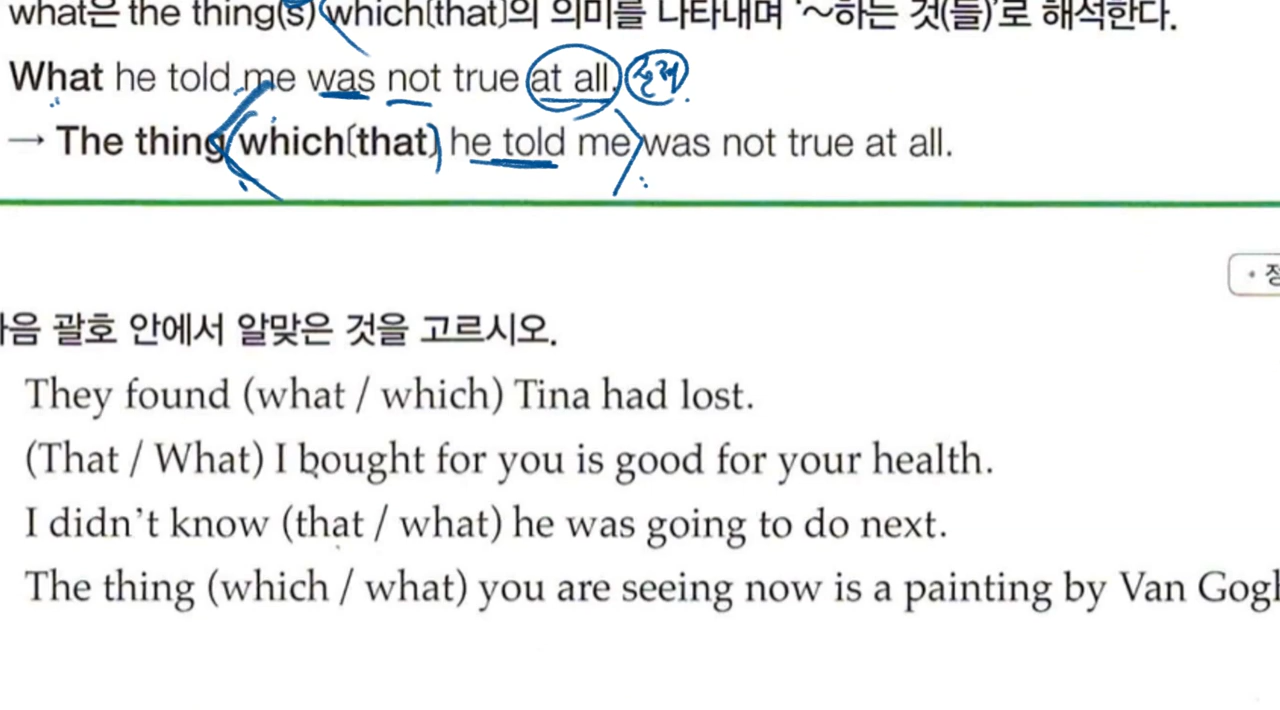 what은 the thing(s) which(that)의 의미를 나타내며 '~하는 것(들)'로 해석한다.
What he told me was not true at all. 전혀
→ The thing which(that) he told me was not true at all.
음 괄호 안에서 알맞은 것을 고르시오.
They found (what / which) Tina had lost.
(That / What) I bought for you is good for your health.
I didn't know (that / what) he was going to do next.
The thing (which / what) you are seeing now is a painting by Van Gogh